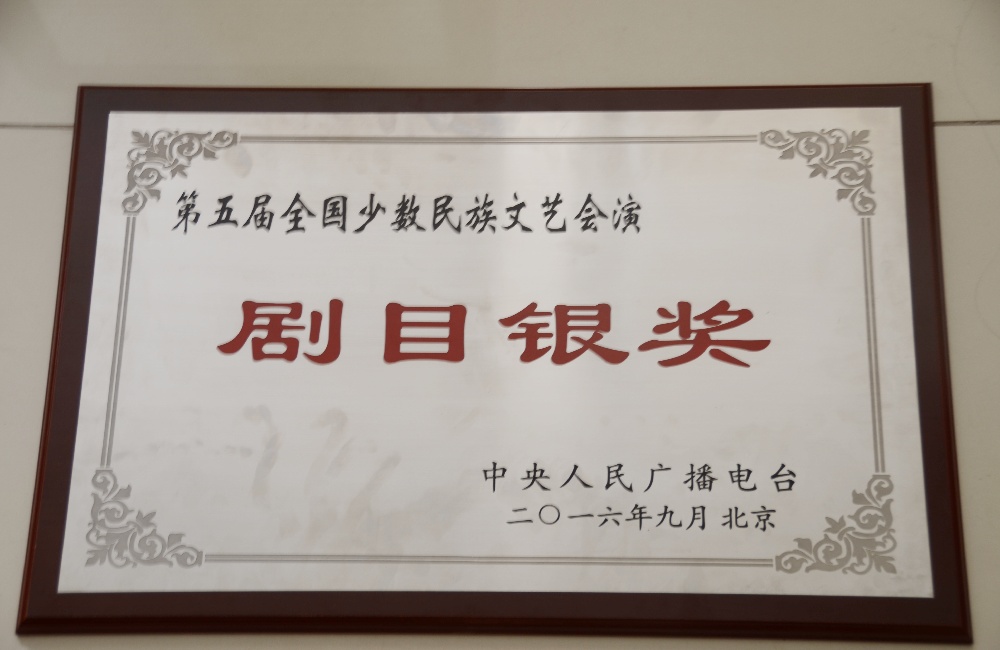 第五届全国少数民族文艺会演
剧目银奖
中央人民广播电台
二〇一六年九月 北京